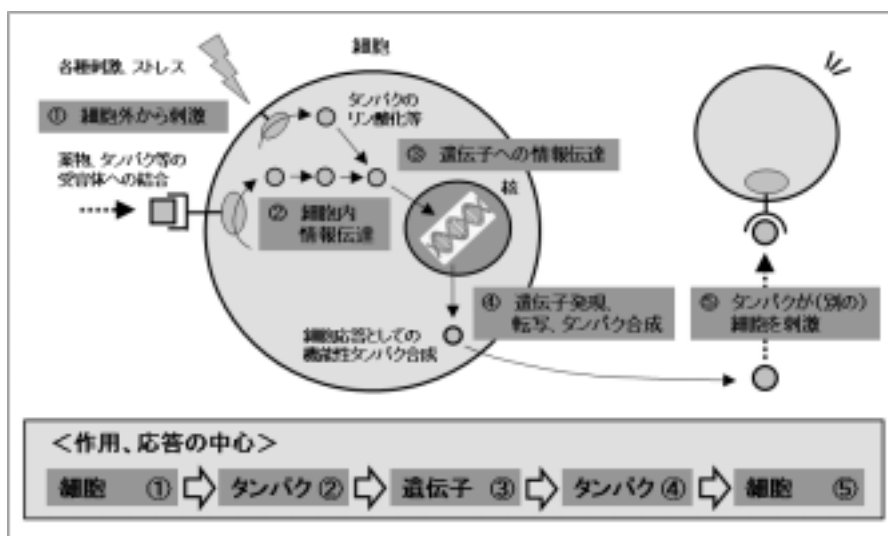 細胞
各種刺激、ストレス
① 細胞外から刺激
タンパクの
リン酸化等
③ 遺伝子への情報伝達
薬物、タンパク等の
受容体への結合
核
② 細胞内
情報伝達
④ 遺伝子発現、
転写、タンパク合成
⑤ タンパクが(別の)
細胞を刺激
細胞応答としての
機能性タンパク合成
＜作用、応答の中心＞
細胞 ① タンパク ② 遺伝子 ③ タンパク ④ 細胞 ⑤